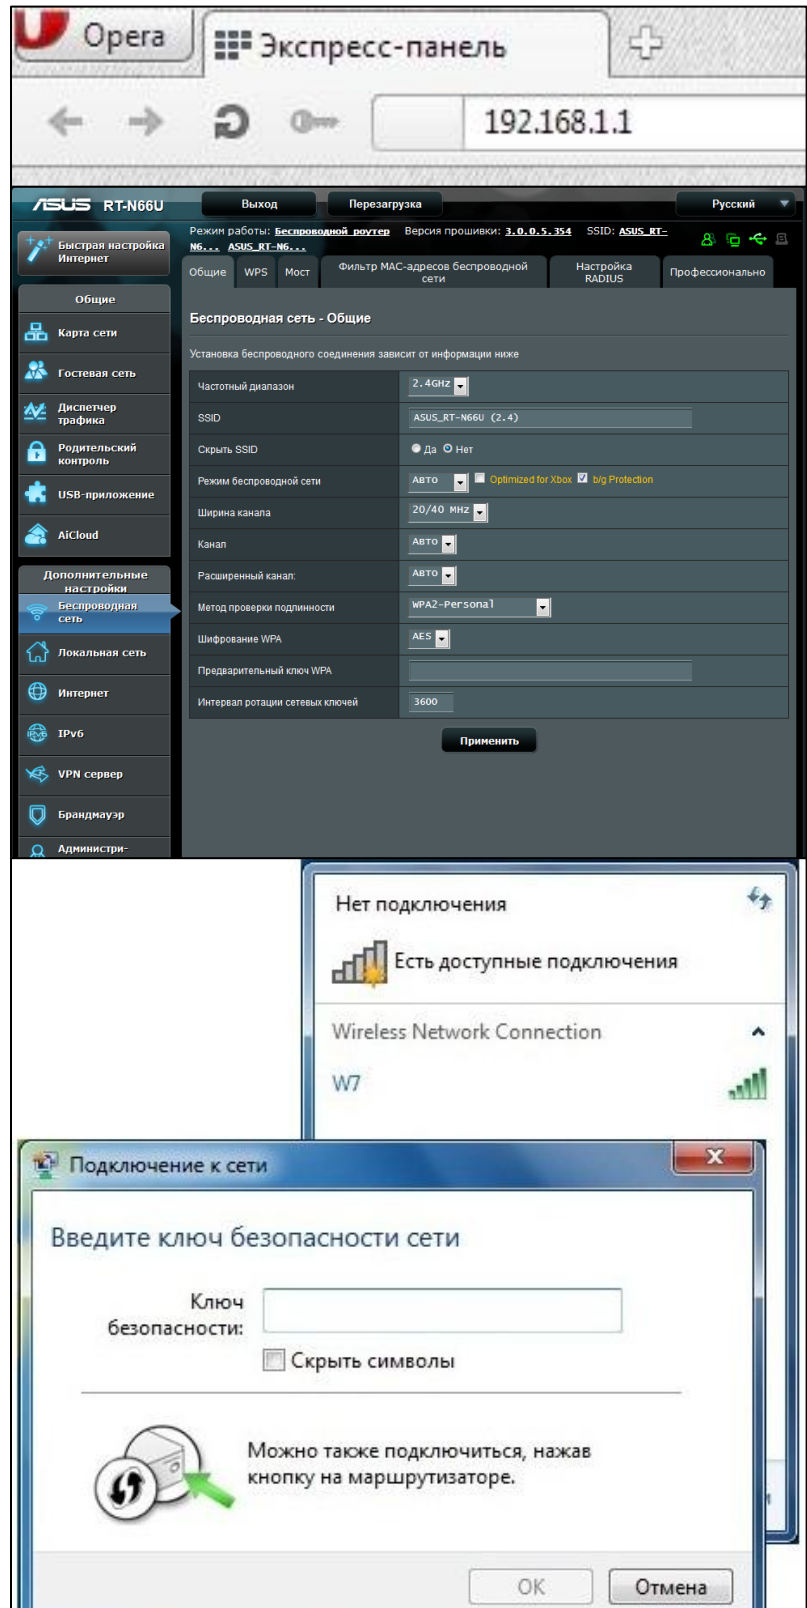 Opera
Экспресс-панель
192.168.1.1
ASUS RT-N66U
Выход
Перезагрузка
Русский
Быстрая настройка
Интернет
Режим работы: Беспроводной роутер Версия прошивки: 3.0.0.5.354 SSID: ASUS_RT-
N6... ASUS_RT-N6...
Общие
WPS
Мост
Фильтр MAC-адресов беспроводной
сети
Настройка
RADIUS
Профессионально
Общие
Карта сети
Гостевая сеть
Диспетчер
трафика
Родительский
контроль
USB-приложение
AiCloud
Дополнительные
настройки
Беспроводная
сеть
Локальная сеть
Интернет
IPv6
VPN сервер
Брандмауэр
Администри-
Беспроводная сеть - Общие
Установка беспроводного соединения зависит от информации ниже
Частотный диапазон 2.4GHz
SSID ASUS_RT-N66U (2.4)
Скрыть SSID Да Нет
Режим беспроводной сети Авто Optimized for Xbox b/g Protection
Ширина канала 20/40 MHz
Канал Авто
Расширенный канал: Авто
Метод проверки подлинности WPA2-Personal
Шифрование WPA AES
Предварительный ключ WPA
Интервал ротации сетевых ключей 3600
Применить
Нет подключения
Есть доступные подключения
Wireless Network Connection
W7
Подключение к сети
Введите ключ безопасности сети
Ключ
безопасности:
Скрыть символы
Можно также подключиться, нажав
кнопку на маршрутизаторе.
OK
Отмена